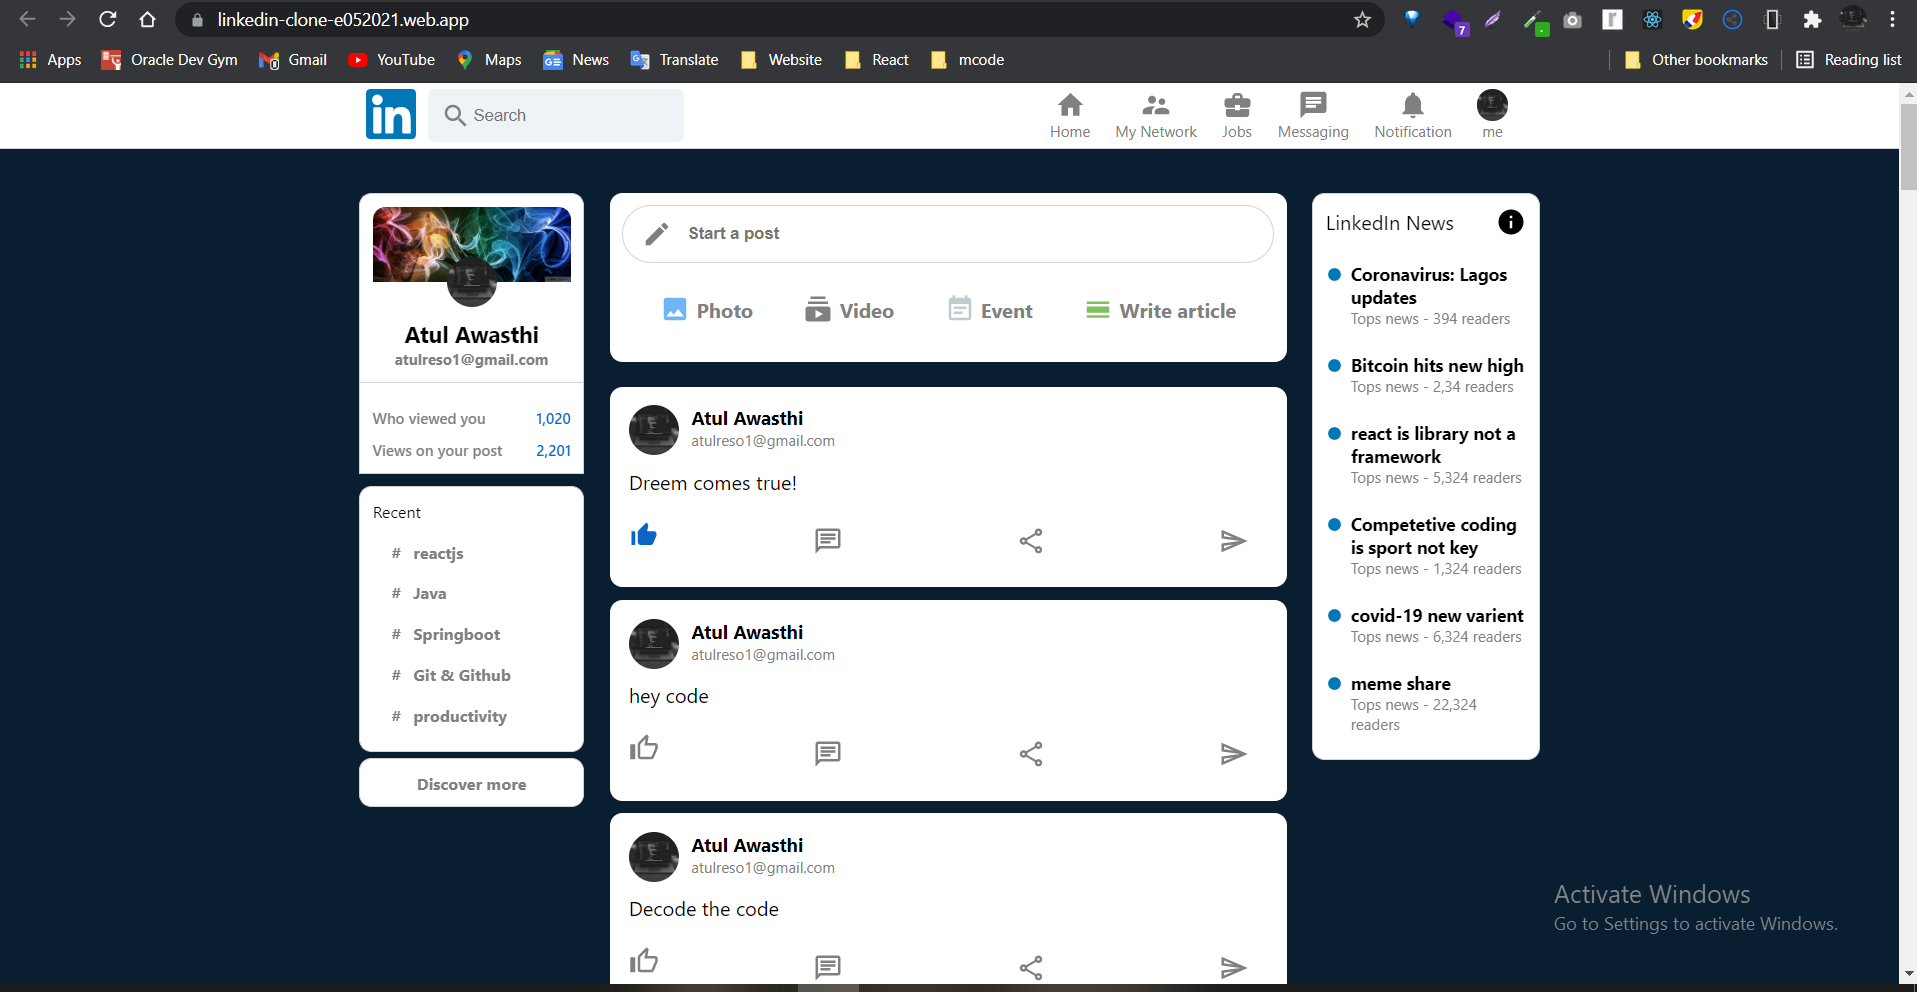 linkedin-clone-e052021.web.app
7
Apps
Oracle Dev Gym
Gmail
YouTube
Maps
News
Translate
Website
React
mcode
Other bookmarks
Reading list
in
Search
Home
My Network
Jobs
Messaging
Notification
me
Atul Awasthi
atulreso1@gmail.com
Who viewed you 1,020
Views on your post 2,201
Recent
# reactjs
# Java
# Springboot
# Git & Github
# productivity
Discover more
Start a post
Photo
Video
Event
Write article
Atul Awasthi
atulreso1@gmail.com
Dreem comes true!
Atul Awasthi
atulreso1@gmail.com
hey code
Atul Awasthi
atulreso1@gmail.com
Decode the code
LinkedIn News
Coronavirus: Lagos
updates
Tops news - 394 readers
Bitcoin hits new high
Tops news - 2,34 readers
react is library not a
framework
Tops news - 5,324 readers
Competetive coding
is sport not key
Tops news - 1,324 readers
covid-19 new varient
Tops news - 6,324 readers
meme share
Tops news - 22,324
readers
Activate Windows
Go to Settings to activate Windows.